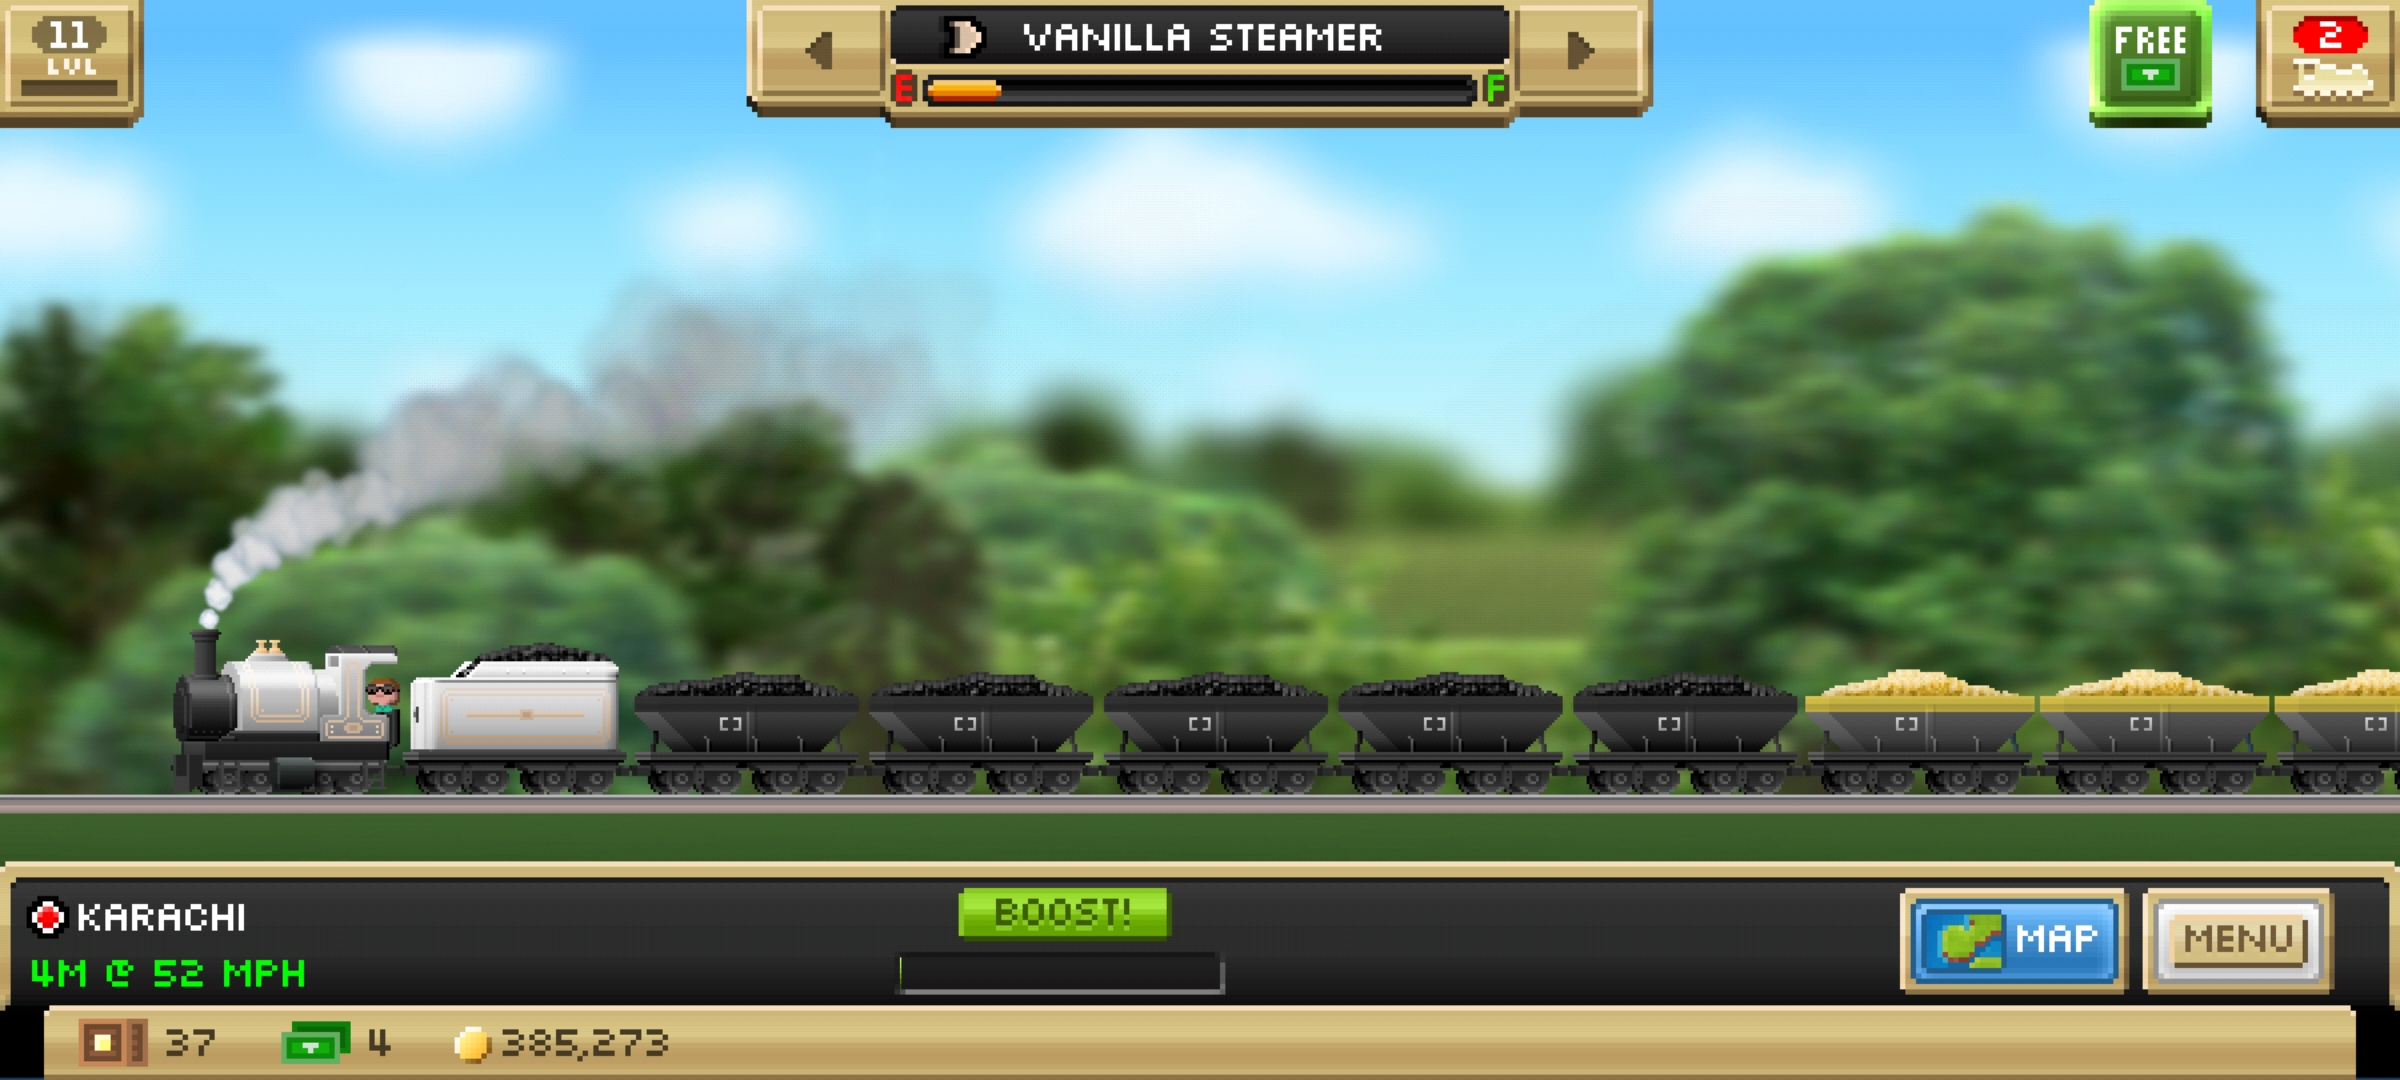 11
LVL
VANILLA STEAMER
E F
FREE
2
KARACHI
4M @ 52 MPH
BOOST!
MAP
MENU
37 4 385,273